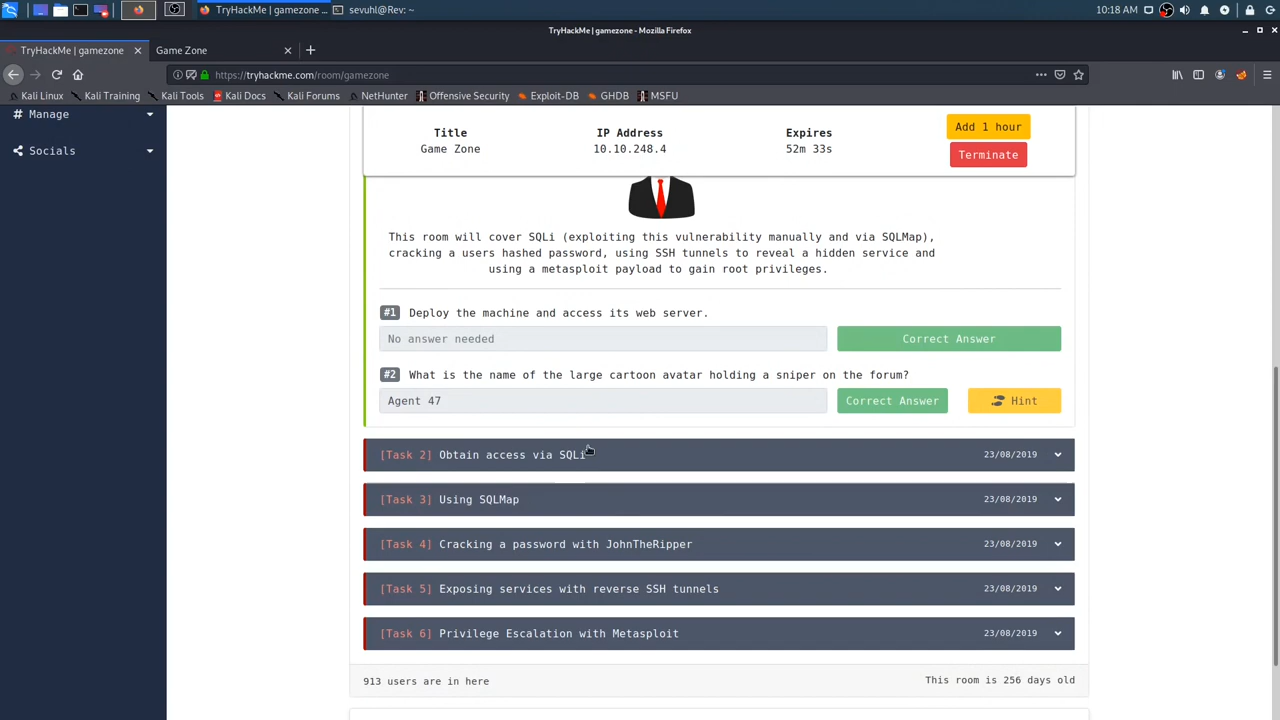 TryHackMe | gamezone ...
sevuhl@Rev: ~
10:18 AM
TryHackMe | gamezone - Mozilla Firefox
TryHackMe | gamezone
Game Zone
https://tryhackme.com/room/gamezone
Kali Linux
Kali Training
Kali Tools
Kali Docs
Kali Forums
NetHunter
Offensive Security
Exploit-DB
GHDB
MSFU
# Manage
Socials
Title
IP Address
Expires
Add 1 hour
Game Zone
10.10.248.4
52m 33s
Terminate
This room will cover SQLi (exploiting this vulnerability manually and via SQLMap),
cracking a users hashed password, using SSH tunnels to reveal a hidden service and
using a metasploit payload to gain root privileges.
#1 Deploy the machine and access its web server.
No answer needed
Correct Answer
#2 What is the name of the large cartoon avatar holding a sniper on the forum?
Agent 47
Correct Answer
Hint
[Task 2] Obtain access via SQLi
23/08/2019
[Task 3] Using SQLMap
23/08/2019
[Task 4] Cracking a password with JohnTheRipper
23/08/2019
[Task 5] Exposing services with reverse SSH tunnels
23/08/2019
[Task 6] Privilege Escalation with Metasploit
23/08/2019
913 users are in here
This room is 256 days old